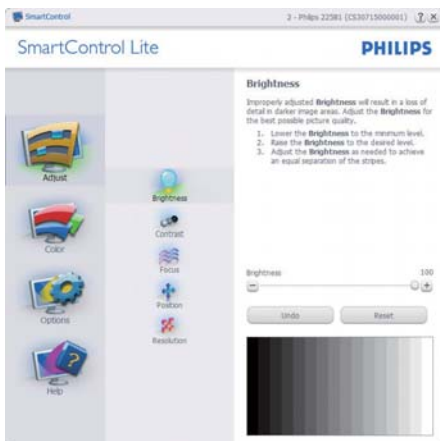 SmartControl
2 - Philips 225B1 (CS30715000001)
SmartControl Lite
PHILIPS
Adjust
Color
Options
Help
Brightness
Contrast
Focus
Position
Resolution
Brightness
Improperly adjusted Brightness will result in a loss of
detail in darker image areas. Adjust the Brightness for
the best possible picture quality.
1. Lower the Brightness to the minimum level.
2. Raise the Brightness to the desired level.
3. Adjust the Brightness as needed to achieve
an equal separation of the stripes.
Brightness
100
Undo
Reset